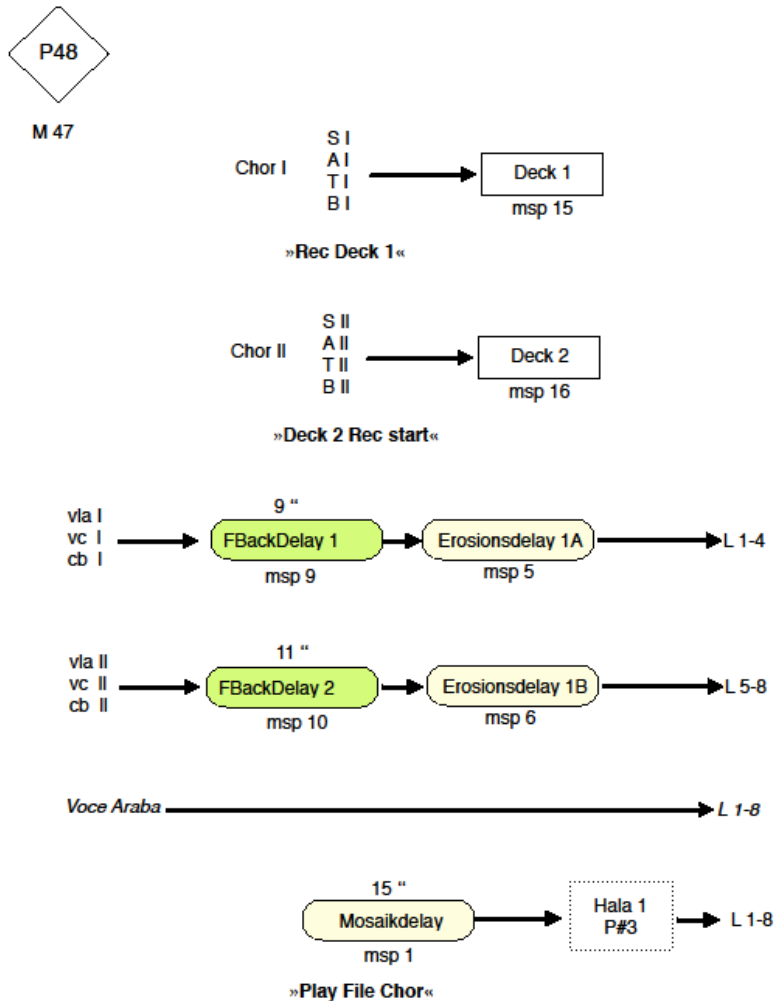 P48
M 47
Chor I
S I
A I
T I
B I
Deck 1
msp 15
»Rec Deck 1«
Chor II
S II
A II
T II
B II
Deck 2
msp 16
»Deck 2 Rec start«
vla I
vc I
cb I
9 “
FBackDelay 1
msp 9
Erosionsdelay 1A
msp 5
L 1-4
vla II
vc II
cb II
11 “
FBackDelay 2
msp 10
Erosionsdelay 1B
msp 6
L 5-8
Voce Araba
L 1-8
15 “
Mosaikdelay
msp 1
Hala 1
P#3
L 1-8
»Play File Chor«